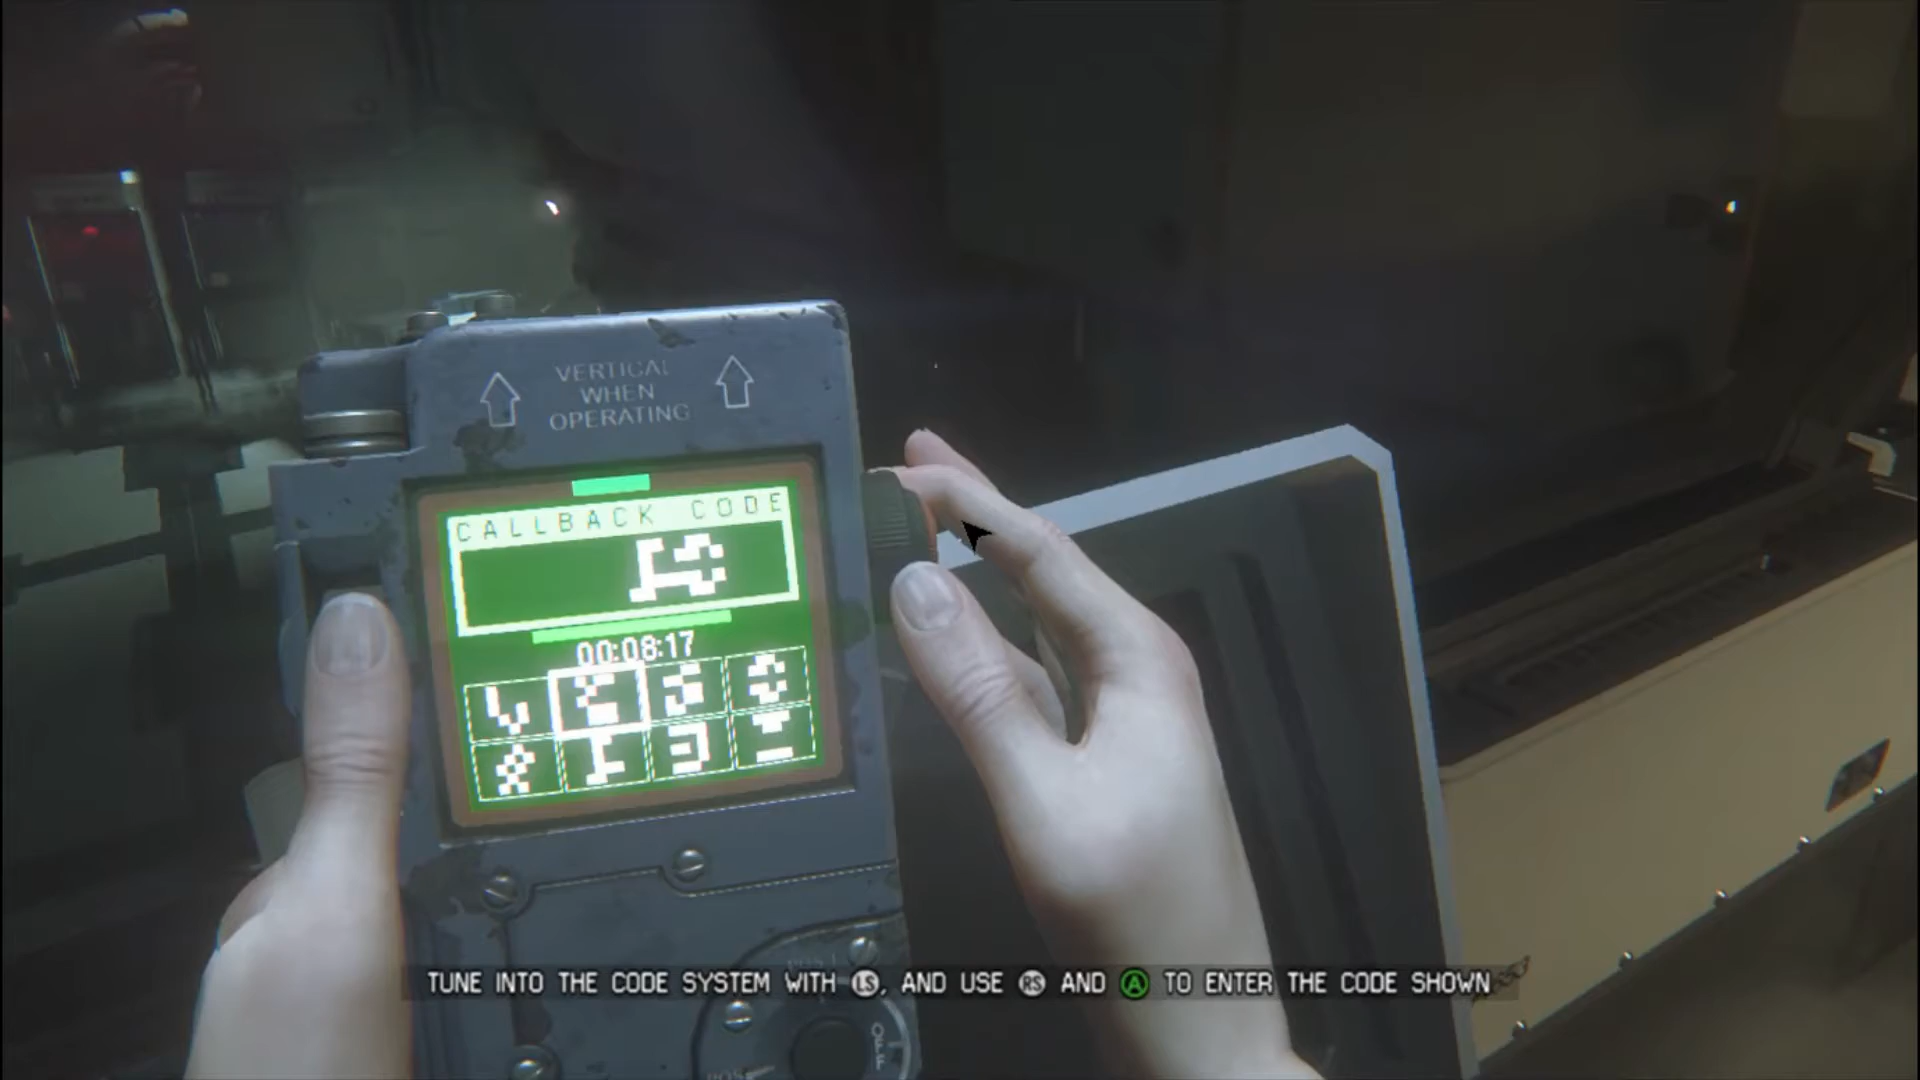 VERTICAL
WHEN
OPERATING
CALLBACK CODE
00:08:17
TUNE INTO THE CODE SYSTEM WITH LS, AND USE RS AND A TO ENTER THE CODE SHOWN